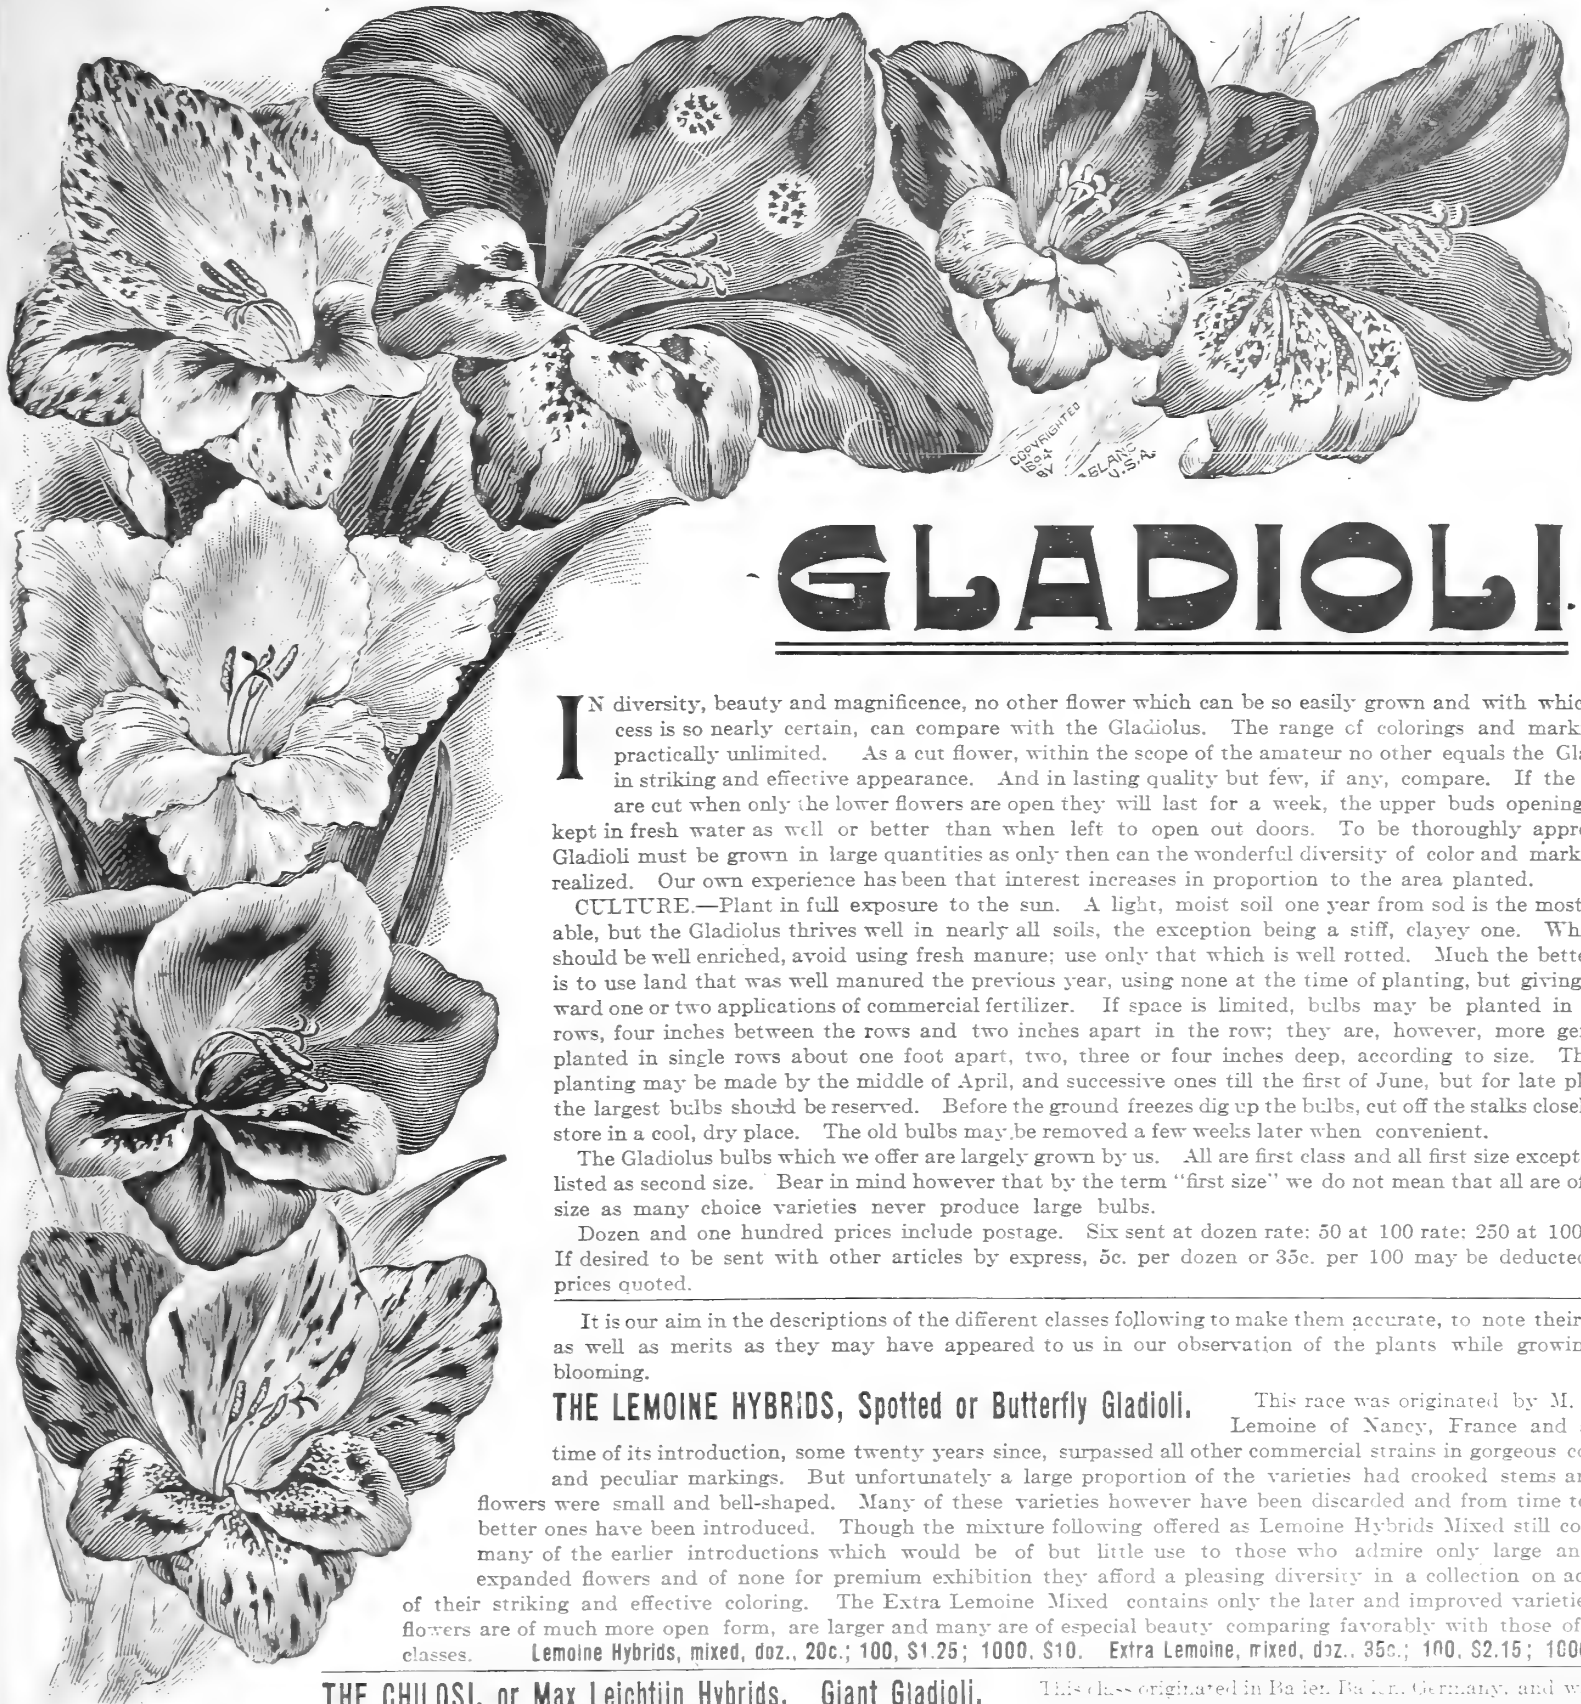 COPYRIGHTED
1894
BY BLANC
U.S.A.
GLADIOLI.
IN diversity, beauty and magnificence, no other flower which can be so easily grown and with whic
cess is so nearly certain, can compare with the Gladiolus. The range of colorings and mark
practically unlimited. As a cut flower, within the scope of the amateur no other equals the Gl
in striking and effective appearance. And in lasting quality but few, if any, compare. If the
are cut when only the lower flowers are open they will last for a week, the upper buds opening
kept in fresh water as well or better than when left to open out doors. To be thoroughly appre
Gladioli must be grown in large quantities as only then can the wonderful diversity of color and mark
realized. Our own experience has been that interest increases in proportion to the area planted.
CULTURE.—Plant in full exposure to the sun. A light, moist soil one year from sod is the most
able, but the Gladiolus thrives well in nearly all soils, the exception being a stiff, clayey one. Wh
should be well enriched, avoid using fresh manure; use only that which is well rotted. Much the bette
is to use land that was well manured the previous year, using none at the time of planting, but giving
ward one or two applications of commercial fertilizer. If space is limited, bulbs may be planted in
rows, four inches between the rows and two inches apart in the row; they are, however, more ge
planted in single rows about one foot apart, two, three or four inches deep, according to size. Th
planting may be made by the middle of April, and successive ones till the first of June, but for late pl
the largest bulbs should be reserved. Before the ground freezes dig up the bulbs, cut off the stalks close
store in a cool, dry place. The old bulbs may be removed a few weeks later when convenient.
The Gladiolus bulbs which we offer are largely grown by us. All are first class and all first size except
listed as second size. Bear in mind however that by the term "first size" we do not mean that all are of
size as many choice varieties never produce large bulbs.
Dozen and one hundred prices include postage. Six sent at dozen rate; 50 at 100 rate; 250 at 100
If desired to be sent with other articles by express, 5c. per dozen or 35c. per 100 may be deducted
prices quoted.
It is our aim in the descriptions of the different classes following to make them accurate, to note their
as well as merits as they may have appeared to us in our observation of the plants while growin
blooming.
THE LEMOINE HYBRIDS, Spotted or Butterfly Gladioli. This race was originated by M.
Lemoine of Nancy, France and
time of its introduction, some twenty years since, surpassed all other commercial strains in gorgeous co
and peculiar markings. But unfortunately a large proportion of the varieties had crooked stems an
flowers were small and bell-shaped. Many of these varieties however have been discarded and from time t
better ones have been introduced. Though the mixture following offered as Lemoine Hybrids Mixed still co
many of the earlier introductions which would be of but little use to those who admire only large an
expanded flowers and of none for premium exhibition they afford a pleasing diversity in a collection on ac
of their striking and effective coloring. The Extra Lemoine Mixed contains only the later and improved varietie
flowers are of much more open form, are larger and many are of especial beauty comparing favorably with those of
classes. Lemoine Hybrids, mixed, doz., 20c.; 100, $1.25; 1000, $10. Extra Lemoine, mixed, doz., 35c.; 100, $2.15; 100
THE CHILDSI, or Max Leichtlin Hybrids. Giant Gladioli. This class originated in Baden Baden, Germany, and w